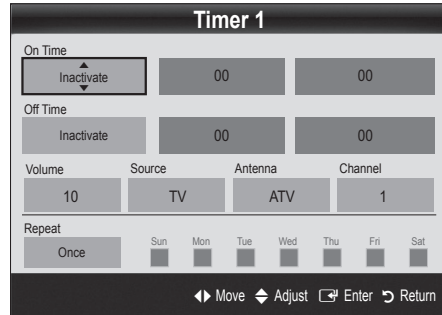 Timer 1
On Time
Inactivate 00 00
Off Time
Inactivate 00 00
Volume Source Antenna Channel
10 TV ATV 1
Repeat
Sun Mon Tue Wed Thu Fri Sat
Once
Move Adjust Enter Return